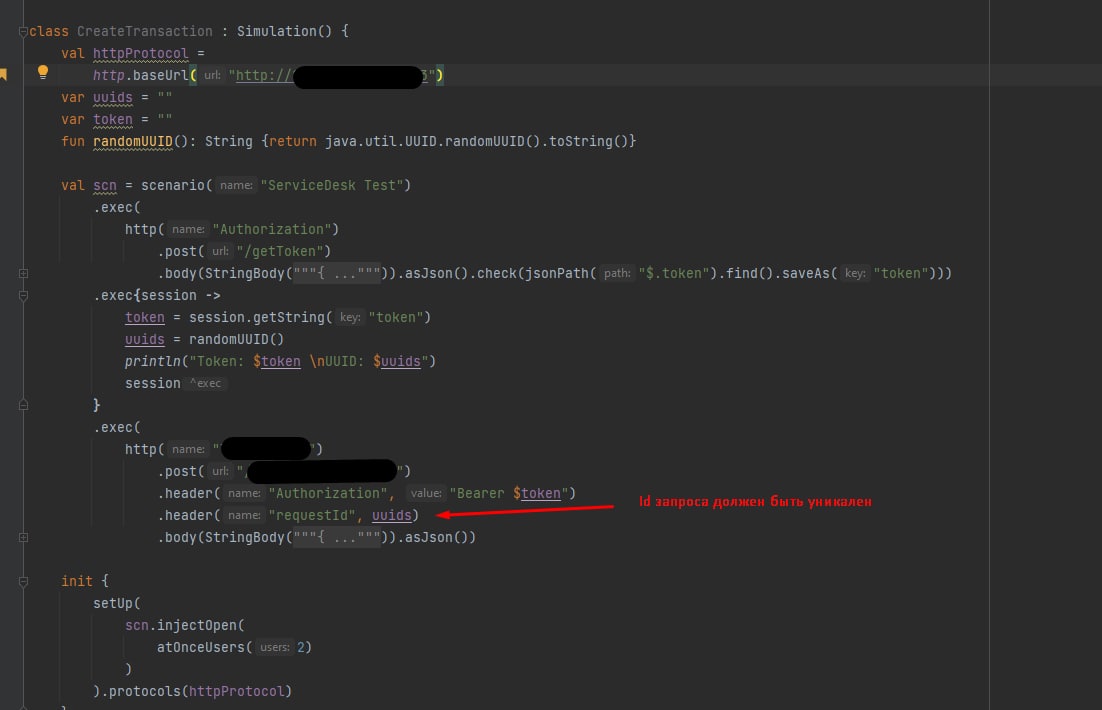 class CreateTransaction : Simulation() {
val httpProtocol =
http.baseUrl( url: "http://3")
var uuids = ""
var token = ""
fun randomUUID(): String {return java.util.UUID.randomUUID().toString()}
val scn = scenario( name: "ServiceDesk Test")
.exec(
http( name: "Authorization")
.post( url: "/getToken")
.body(StringBody("""{ ...""")).asJson().check(jsonPath( path: "$.token").find().saveAs( key: "token")))
.exec{session ->
token = session.getString( key: "token")
uuids = randomUUID()
println("Token: $token \nUUID: $uuids")
session ^exec
}
.exec(
http( name: "")
.post( url: "")
.header( name: "Authorization", value: "Bearer $token")
.header( name: "requestId", uuids) Id запроса должен быть уникален
.body(StringBody("""{ ...""")).asJson())
init {
setUp(
scn.injectOpen(
atOnceUsers( users: 2)
)
).protocols(httpProtocol)